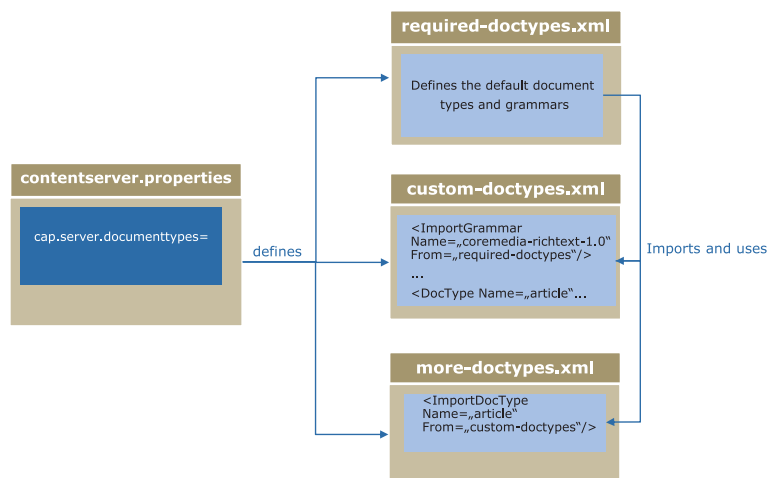 required-doctypes.xml
Defines the default document
types and grammars
contentserver.properties
cap.server.documenttypes=
defines
custom-doctypes.xml
<ImportGrammar
Name=„coremedia-richtext-1.0“
From=„required-doctypes“/>
...
<DocType Name=„article“...
Imports and uses
more-doctypes.xml
<ImportDocType
Name=„article“
From=„custom-doctypes“/>